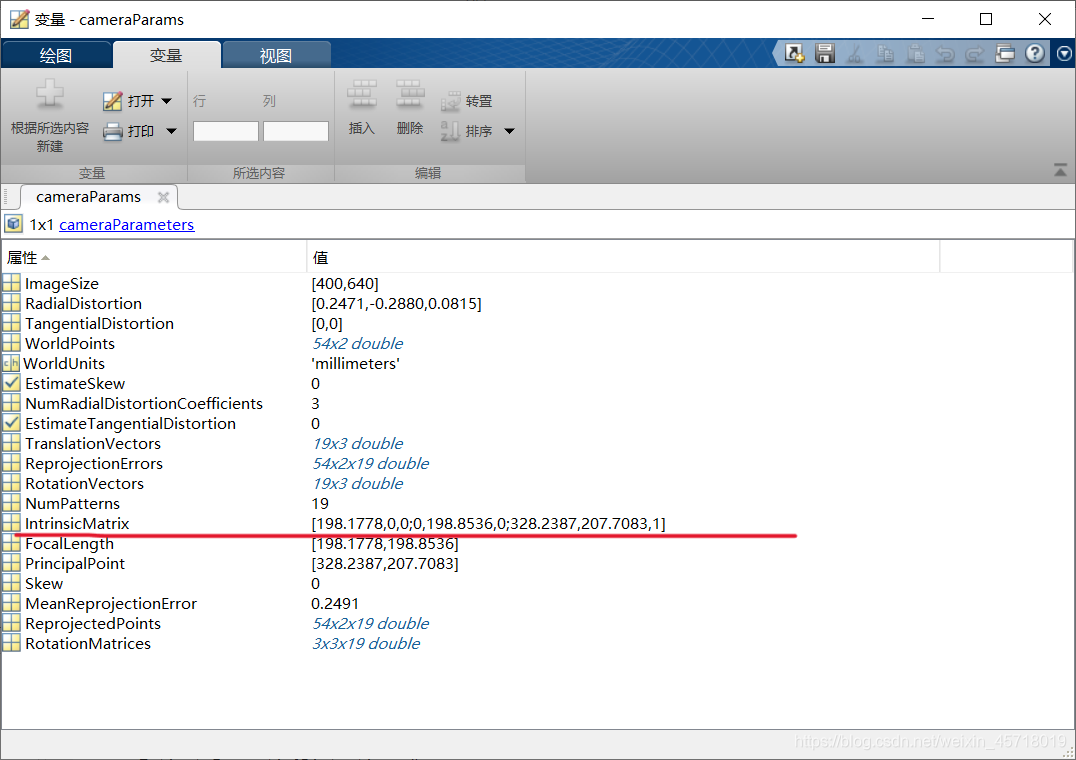 变量 - cameraParams
绘图 变量 视图
根据所选内容
新建
打开
打印
行 列
插入 删除
转置
排序
变量 所选内容 编辑
cameraParams
1x1 cameraParameters
属性 值
ImageSize [400,640]
RadialDistortion [0.2471,-0.2880,0.0815]
TangentialDistortion [0,0]
WorldPoints 54x2 double
WorldUnits 'millimeters'
EstimateSkew 0
NumRadialDistortionCoefficients 3
EstimateTangentialDistortion 0
TranslationVectors 19x3 double
ReprojectionErrors 54x2x19 double
RotationVectors 19x3 double
NumPatterns 19
IntrinsicMatrix [198.1778,0,0;0,198.8536,0;328.2387,207.7083,1]
FocalLength [198.1778,198.8536]
PrincipalPoint [328.2387,207.7083]
Skew 0
MeanReprojectionError 0.2491
ReprojectedPoints 54x2x19 double
RotationMatrices 3x3x19 double
https://blog.csdn.net/weixin_45718019